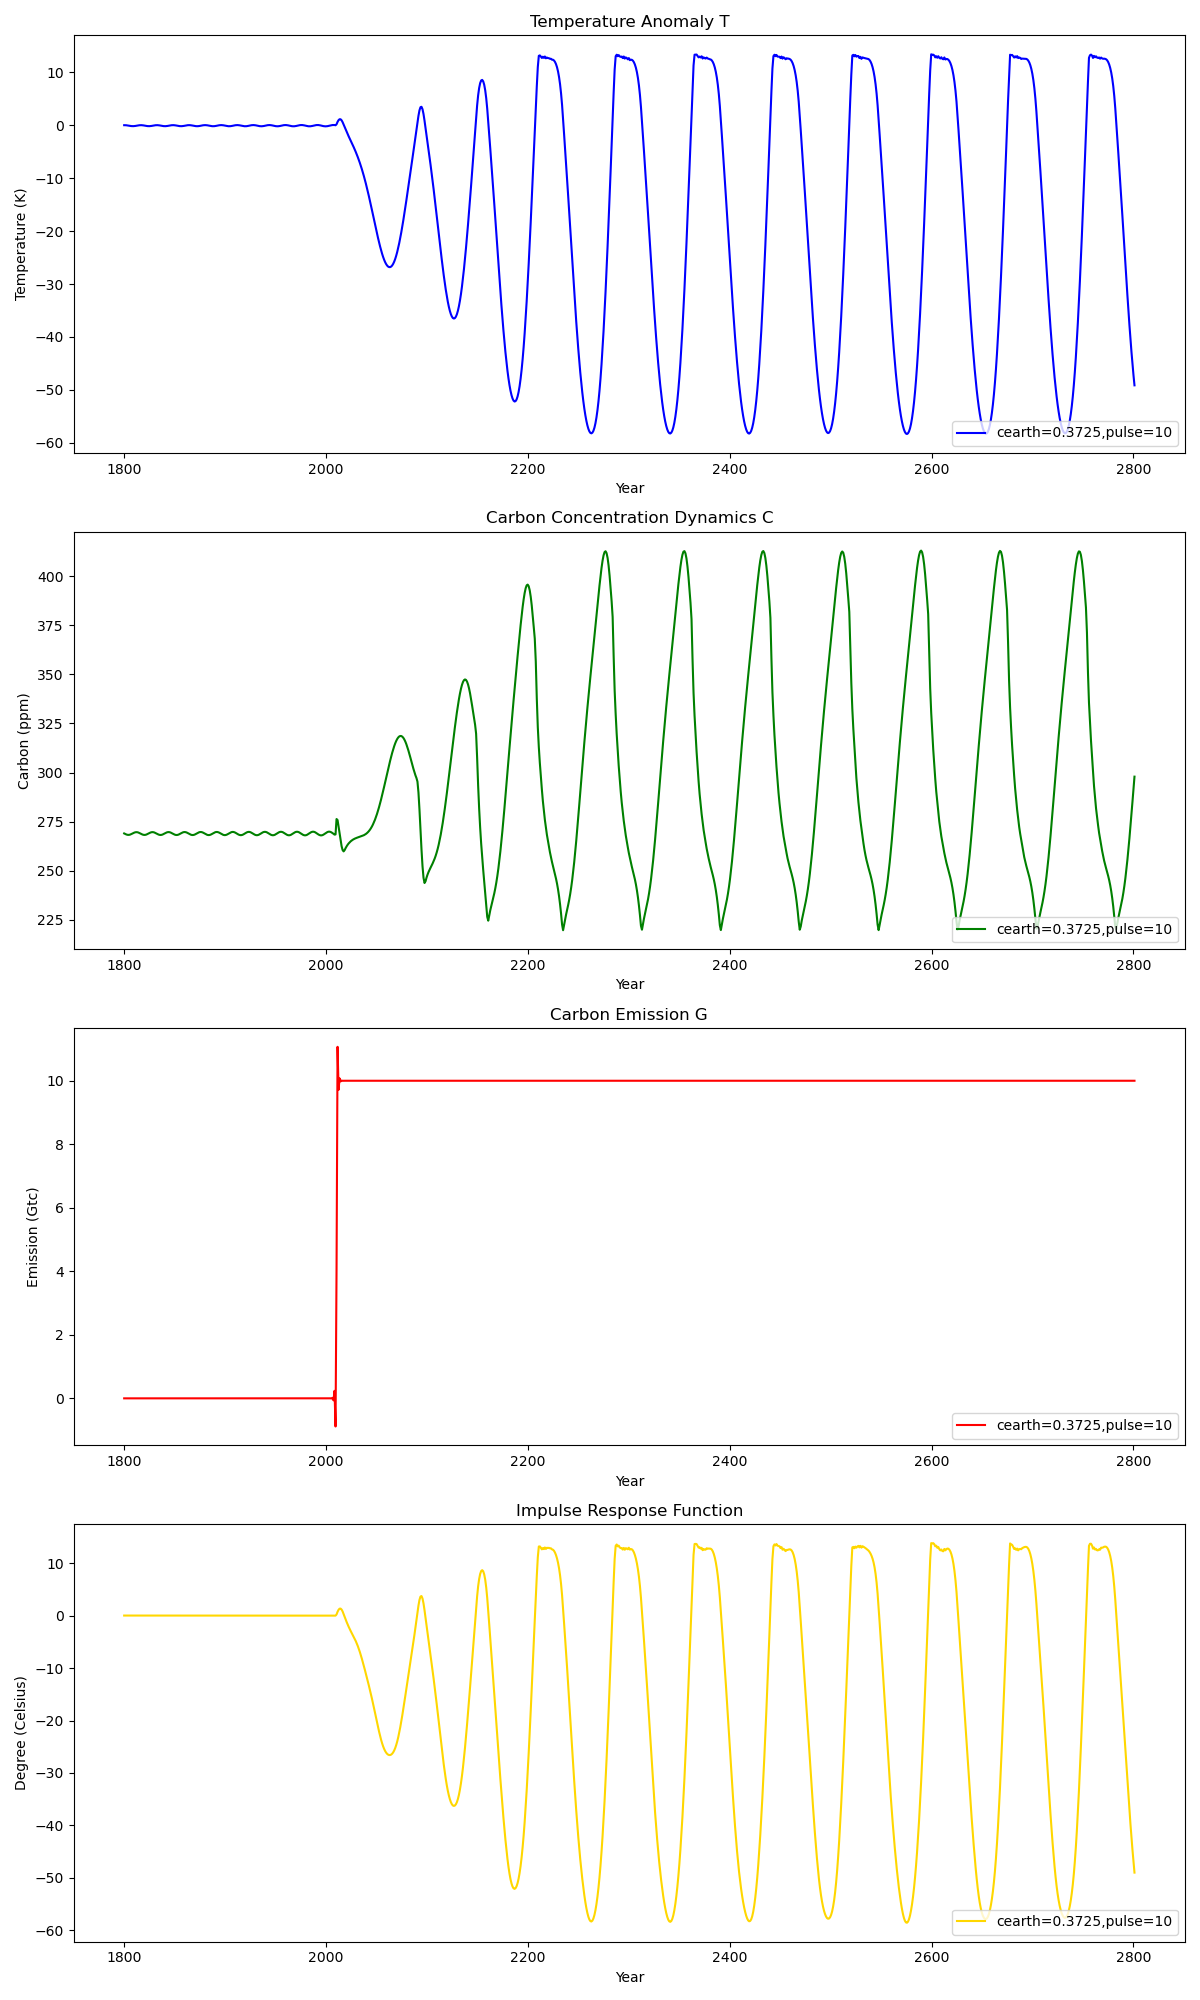 Temperature Anomaly T
10
0
−10
−20
−30
−40
−50
−60
Temperature (K)
cearth=0.3725,pulse=10
1800 2000 2200 2400 2600 2800
Year
Carbon Concentration Dynamics C
400
375
350
325
300
275
250
225
Carbon (ppm)
cearth=0.3725,pulse=10
1800 2000 2200 2400 2600 2800
Year
Carbon Emission G
10
8
6
4
2
0
Emission (Gtc)
cearth=0.3725,pulse=10
1800 2000 2200 2400 2600 2800
Year
Impulse Response Function
10
0
−10
−20
−30
−40
−50
−60
Degree (Celsius)
cearth=0.3725,pulse=10
1800 2000 2200 2400 2600 2800
Year